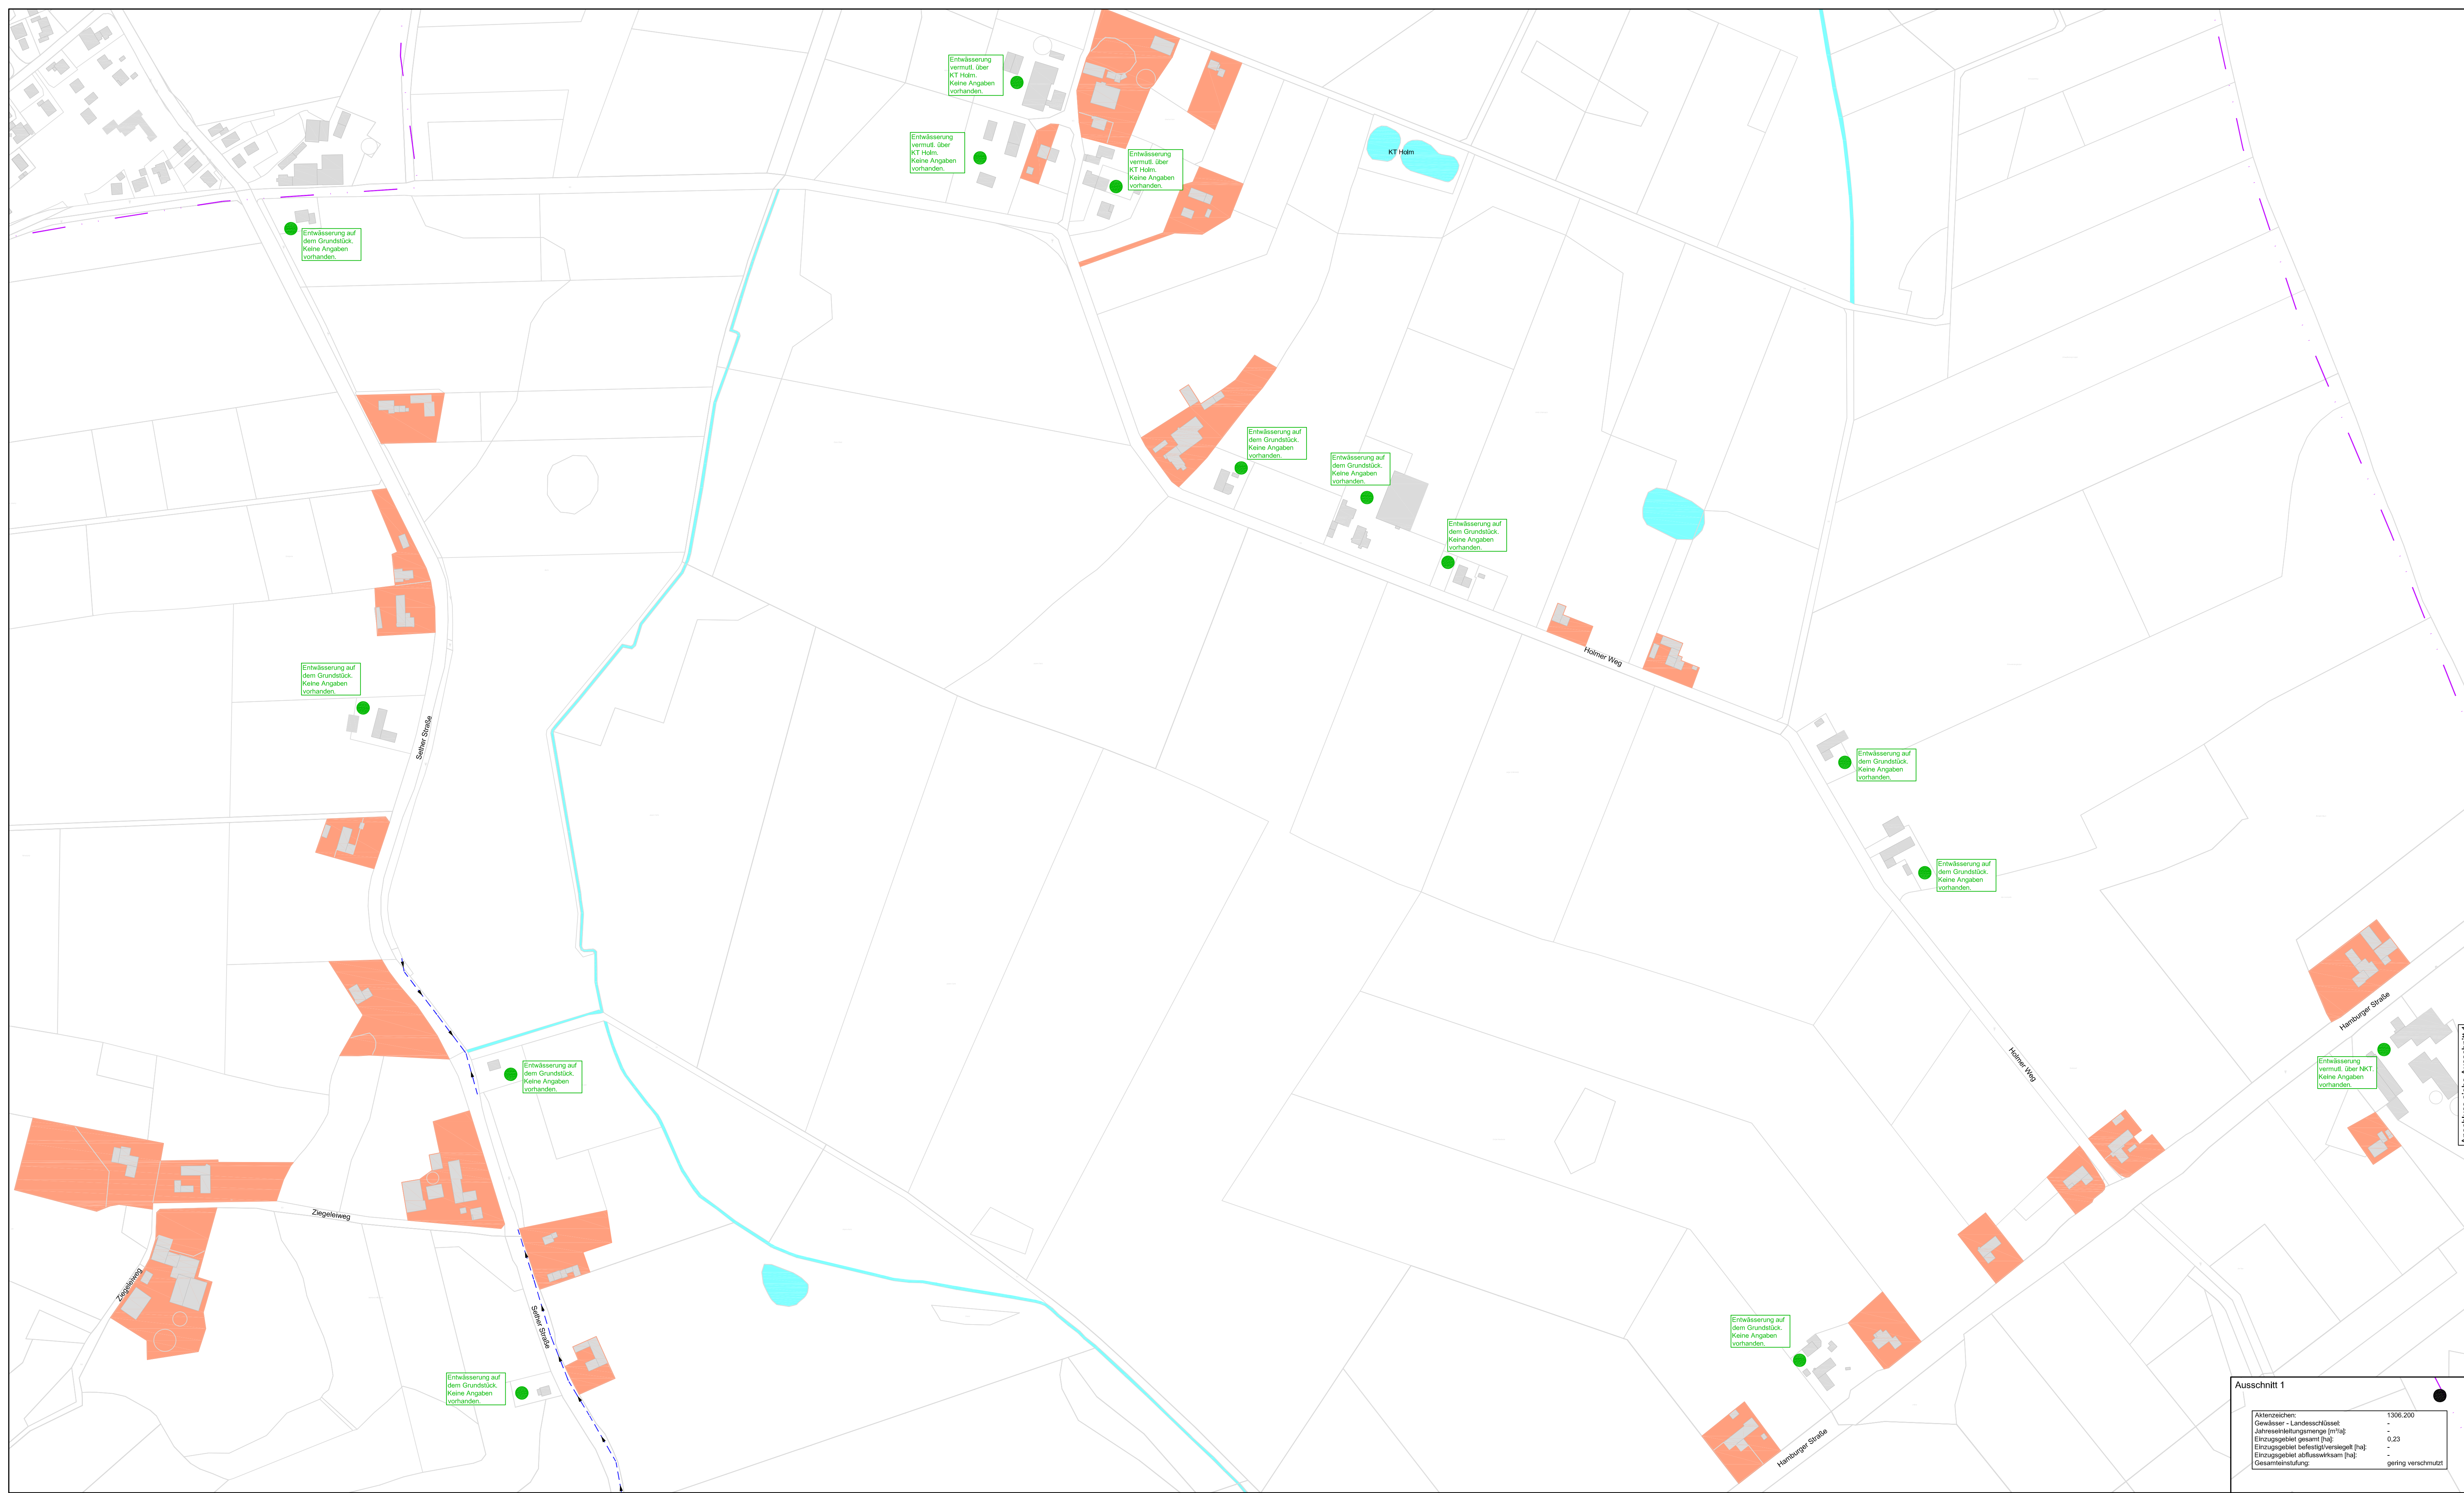 Entwässerung
vermutl. über
KT Holm.
Keine Angaben
vorhanden.
Entwässerung
vermutl. über
KT Holm.
Keine Angaben
vorhanden.
Entwässerung
vermutl. über
KT Holm.
Keine Angaben
vorhanden.
KT Holm
Entwässerung auf
dem Grundstück.
Keine Angaben
vorhanden.
Entwässerung auf
dem Grundstück.
Keine Angaben
vorhanden.
Entwässerung auf
dem Grundstück.
Keine Angaben
vorhanden.
Entwässerung auf
dem Grundstück.
Keine Angaben
vorhanden.
Holmer Weg
Entwässerung auf
dem Grundstück.
Keine Angaben
vorhanden.
Sether Straße
Entwässerung auf
dem Grundstück.
Keine Angaben
vorhanden.
Entwässerung auf
dem Grundstück.
Keine Angaben
vorhanden.
Hamburger Straße
Holmer Weg
Entwässerung
vermutl. über NKT.
Keine Angaben
vorhanden.
Entwässerung auf
dem Grundstück.
Keine Angaben
vorhanden.
Ziegeleiweg
Ziegeleiweg
Sether Straße
Entwässerung auf
dem Grundstück.
Keine Angaben
vorhanden.
Entwässerung auf
dem Grundstück.
Keine Angaben
vorhanden.
Hamburger Straße
Ausschnitt 1
Aktenzeichen: 1306.200
Gewässer - Landesschlüssel: -
Jahreseinleitungsmenge [m³/a]: -
Einzugsgebiet gesamt [ha]: 0,23
Einzugsgebiet befestigt/versiegelt [ha]: -
Einzugsgebiet abflusswirksam [ha]: -
Gesamteinstufung: gering verschmutzt